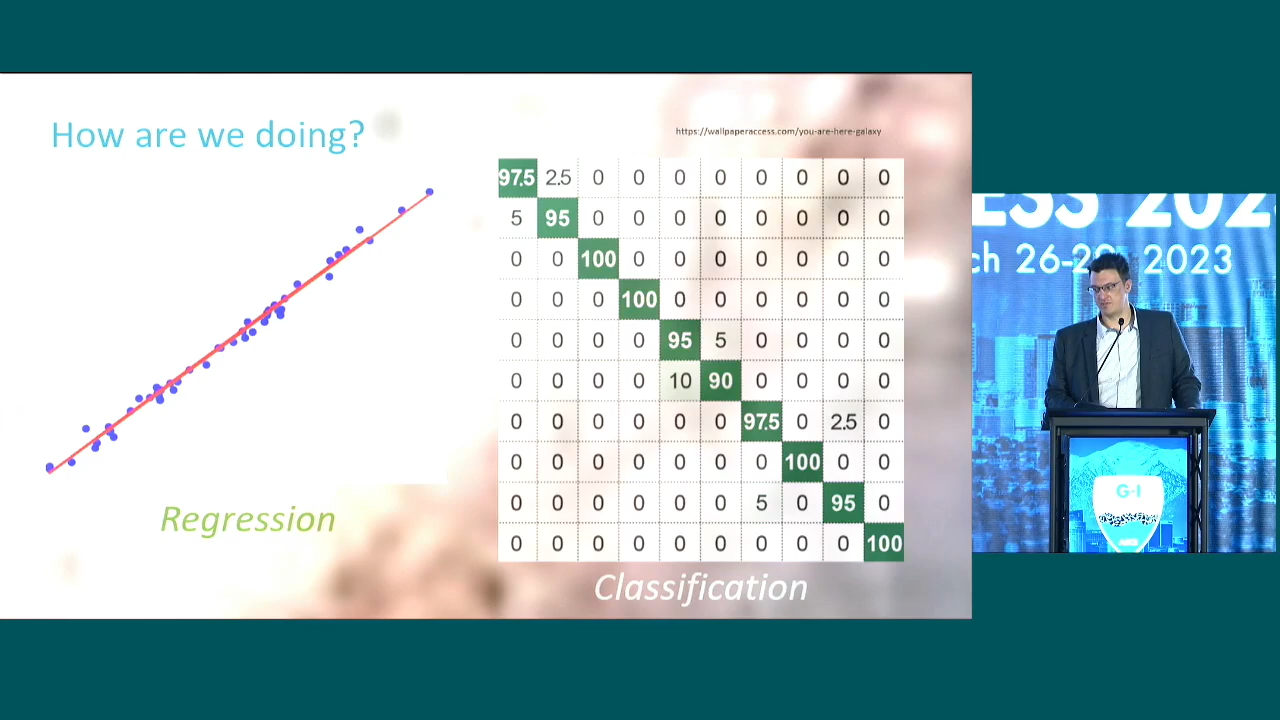 How are we doing?
https://wallpaperaccess.com/you-are-here-galaxy
97.5 2.5 0 0 0 0 0 0 0 0
5 95 0 0 0 0 0 0 0 0
0 0 100 0 0 0 0 0 0 0
0 0 0 100 0 0 0 0 0 0
0 0 0 0 95 5 0 0 0 0
0 0 0 0 10 90 0 0 0 0
0 0 0 0 0 0 97.5 0 2.5 0
0 0 0 0 0 0 0 100 0 0
0 0 0 0 0 0 5 0 95 0
0 0 0 0 0 0 0 0 0 100
Regression
Classification
ESS 202
ch 26-29 2023
G-I